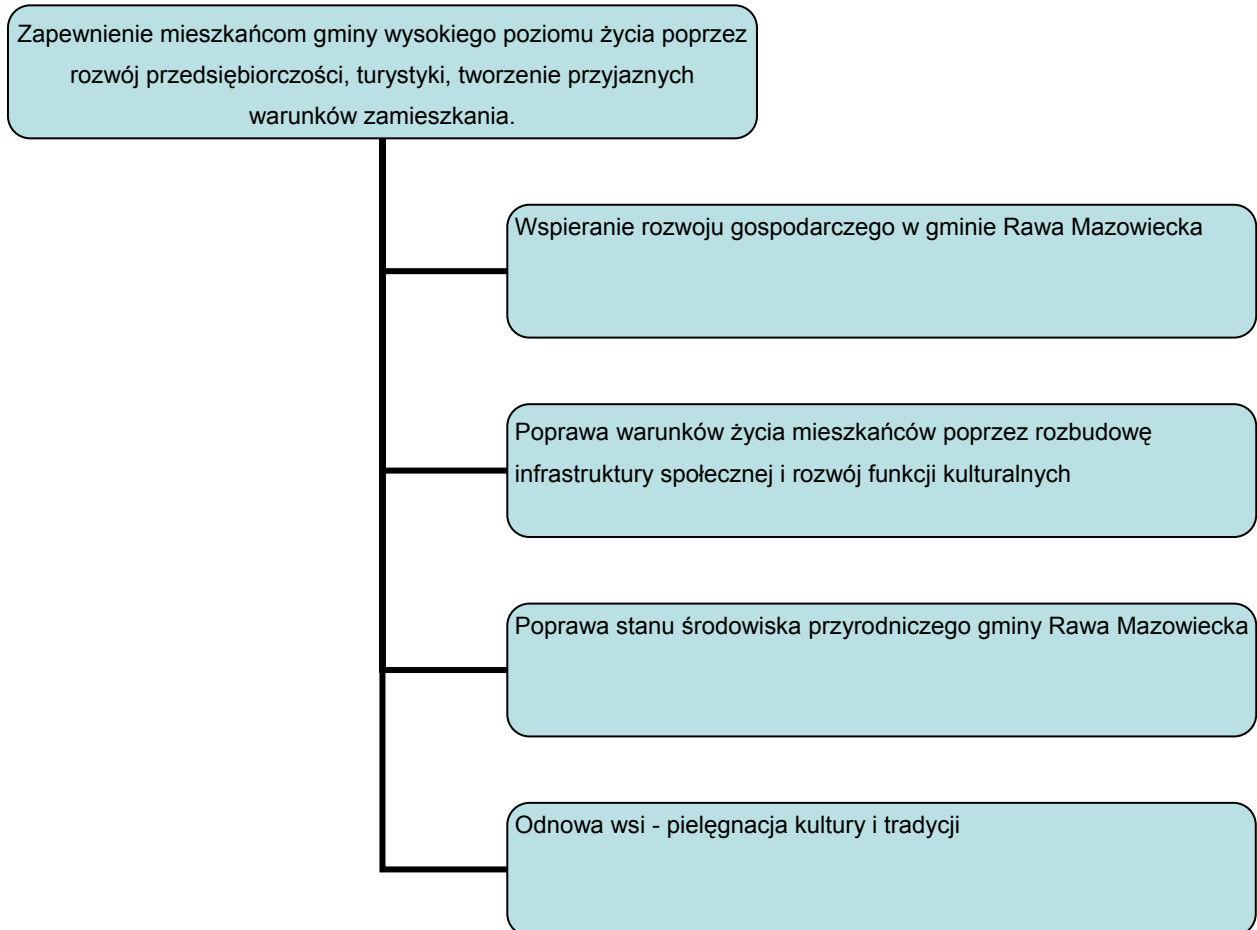 Zapewnienie mieszkańcom gminy wysokiego poziomu życia poprzez
rozwój przedsiębiorczości, turystyki, tworzenie przyjaznych
warunków zamieszkania.
Wspieranie rozwoju gospodarczego w gminie Rawa Mazowiecka
Poprawa warunków życia mieszkańców poprzez rozbudowę
infrastruktury społecznej i rozwój funkcji kulturalnych
Poprawa stanu środowiska przyrodniczego gminy Rawa Mazowiecka
Odnowa wsi - pielęgnacja kultury i tradycji